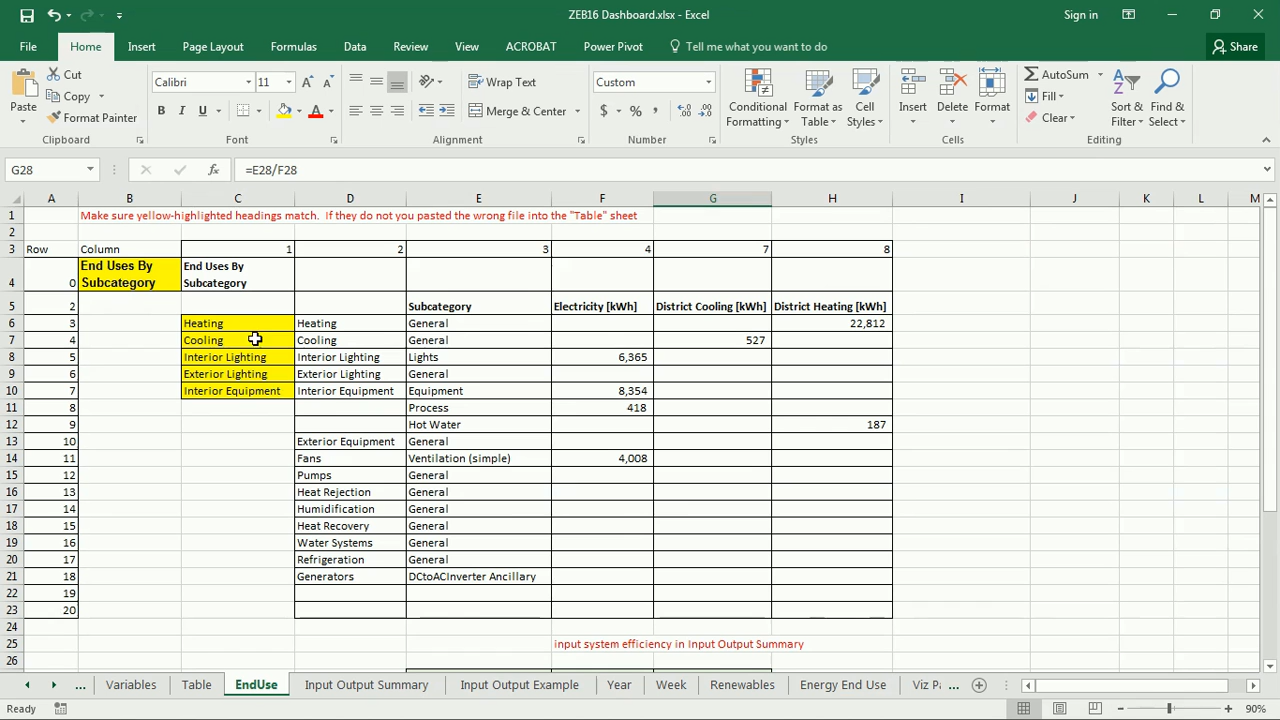 ZEB16 Dashboard.xlsx - Excel
Sign in
File Home Insert Page Layout Formulas Data Review View ACROBAT Power Pivot Tell me what you want to do Share
Paste
Cut
Copy
Format Painter
Clipboard
Calibri 11
B I U
Font
Wrap Text
Merge & Center
Alignment
Custom
$ % ,
Number
Conditional Formatting
Format as Table
Cell Styles
Styles
Insert
Delete
Format
Cells
AutoSum
Fill
Clear
Sort & Filter
Find & Select
Editing
G28 fx =E28/F28
A B C D E F G H I J K L M
1 Make sure yellow-highlighted headings match. If they do not you pasted the wrong file into the "Table" sheet
2
3 Row Column 1 2 3 4 7 8
4 0 End Uses By Subcategory End Uses By Subcategory
5 2 Subcategory Electricity [kWh] District Cooling [kWh] District Heating [kWh]
6 3 Heating Heating General 22,812
7 4 Cooling Cooling General 527
8 5 Interior Lighting Interior Lighting Lights 6,365
9 6 Exterior Lighting Exterior Lighting General
10 7 Interior Equipment Interior Equipment Equipment 8,354
11 8 Process 418
12 9 Hot Water 187
13 10 Exterior Equipment General
14 11 Fans Ventilation (simple) 4,008
15 12 Pumps General
16 13 Heat Rejection General
17 14 Humidification General
18 15 Heat Recovery General
19 16 Water Systems General
20 17 Refrigeration General
21 18 Generators DCtoACInverter Ancillary
22 19
23 20
24
25 input system efficiency in Input Output Summary
26
... Variables Table EndUse Input Output Summary Input Output Example Year Week Renewables Energy End Use Viz P ...
Ready 90%